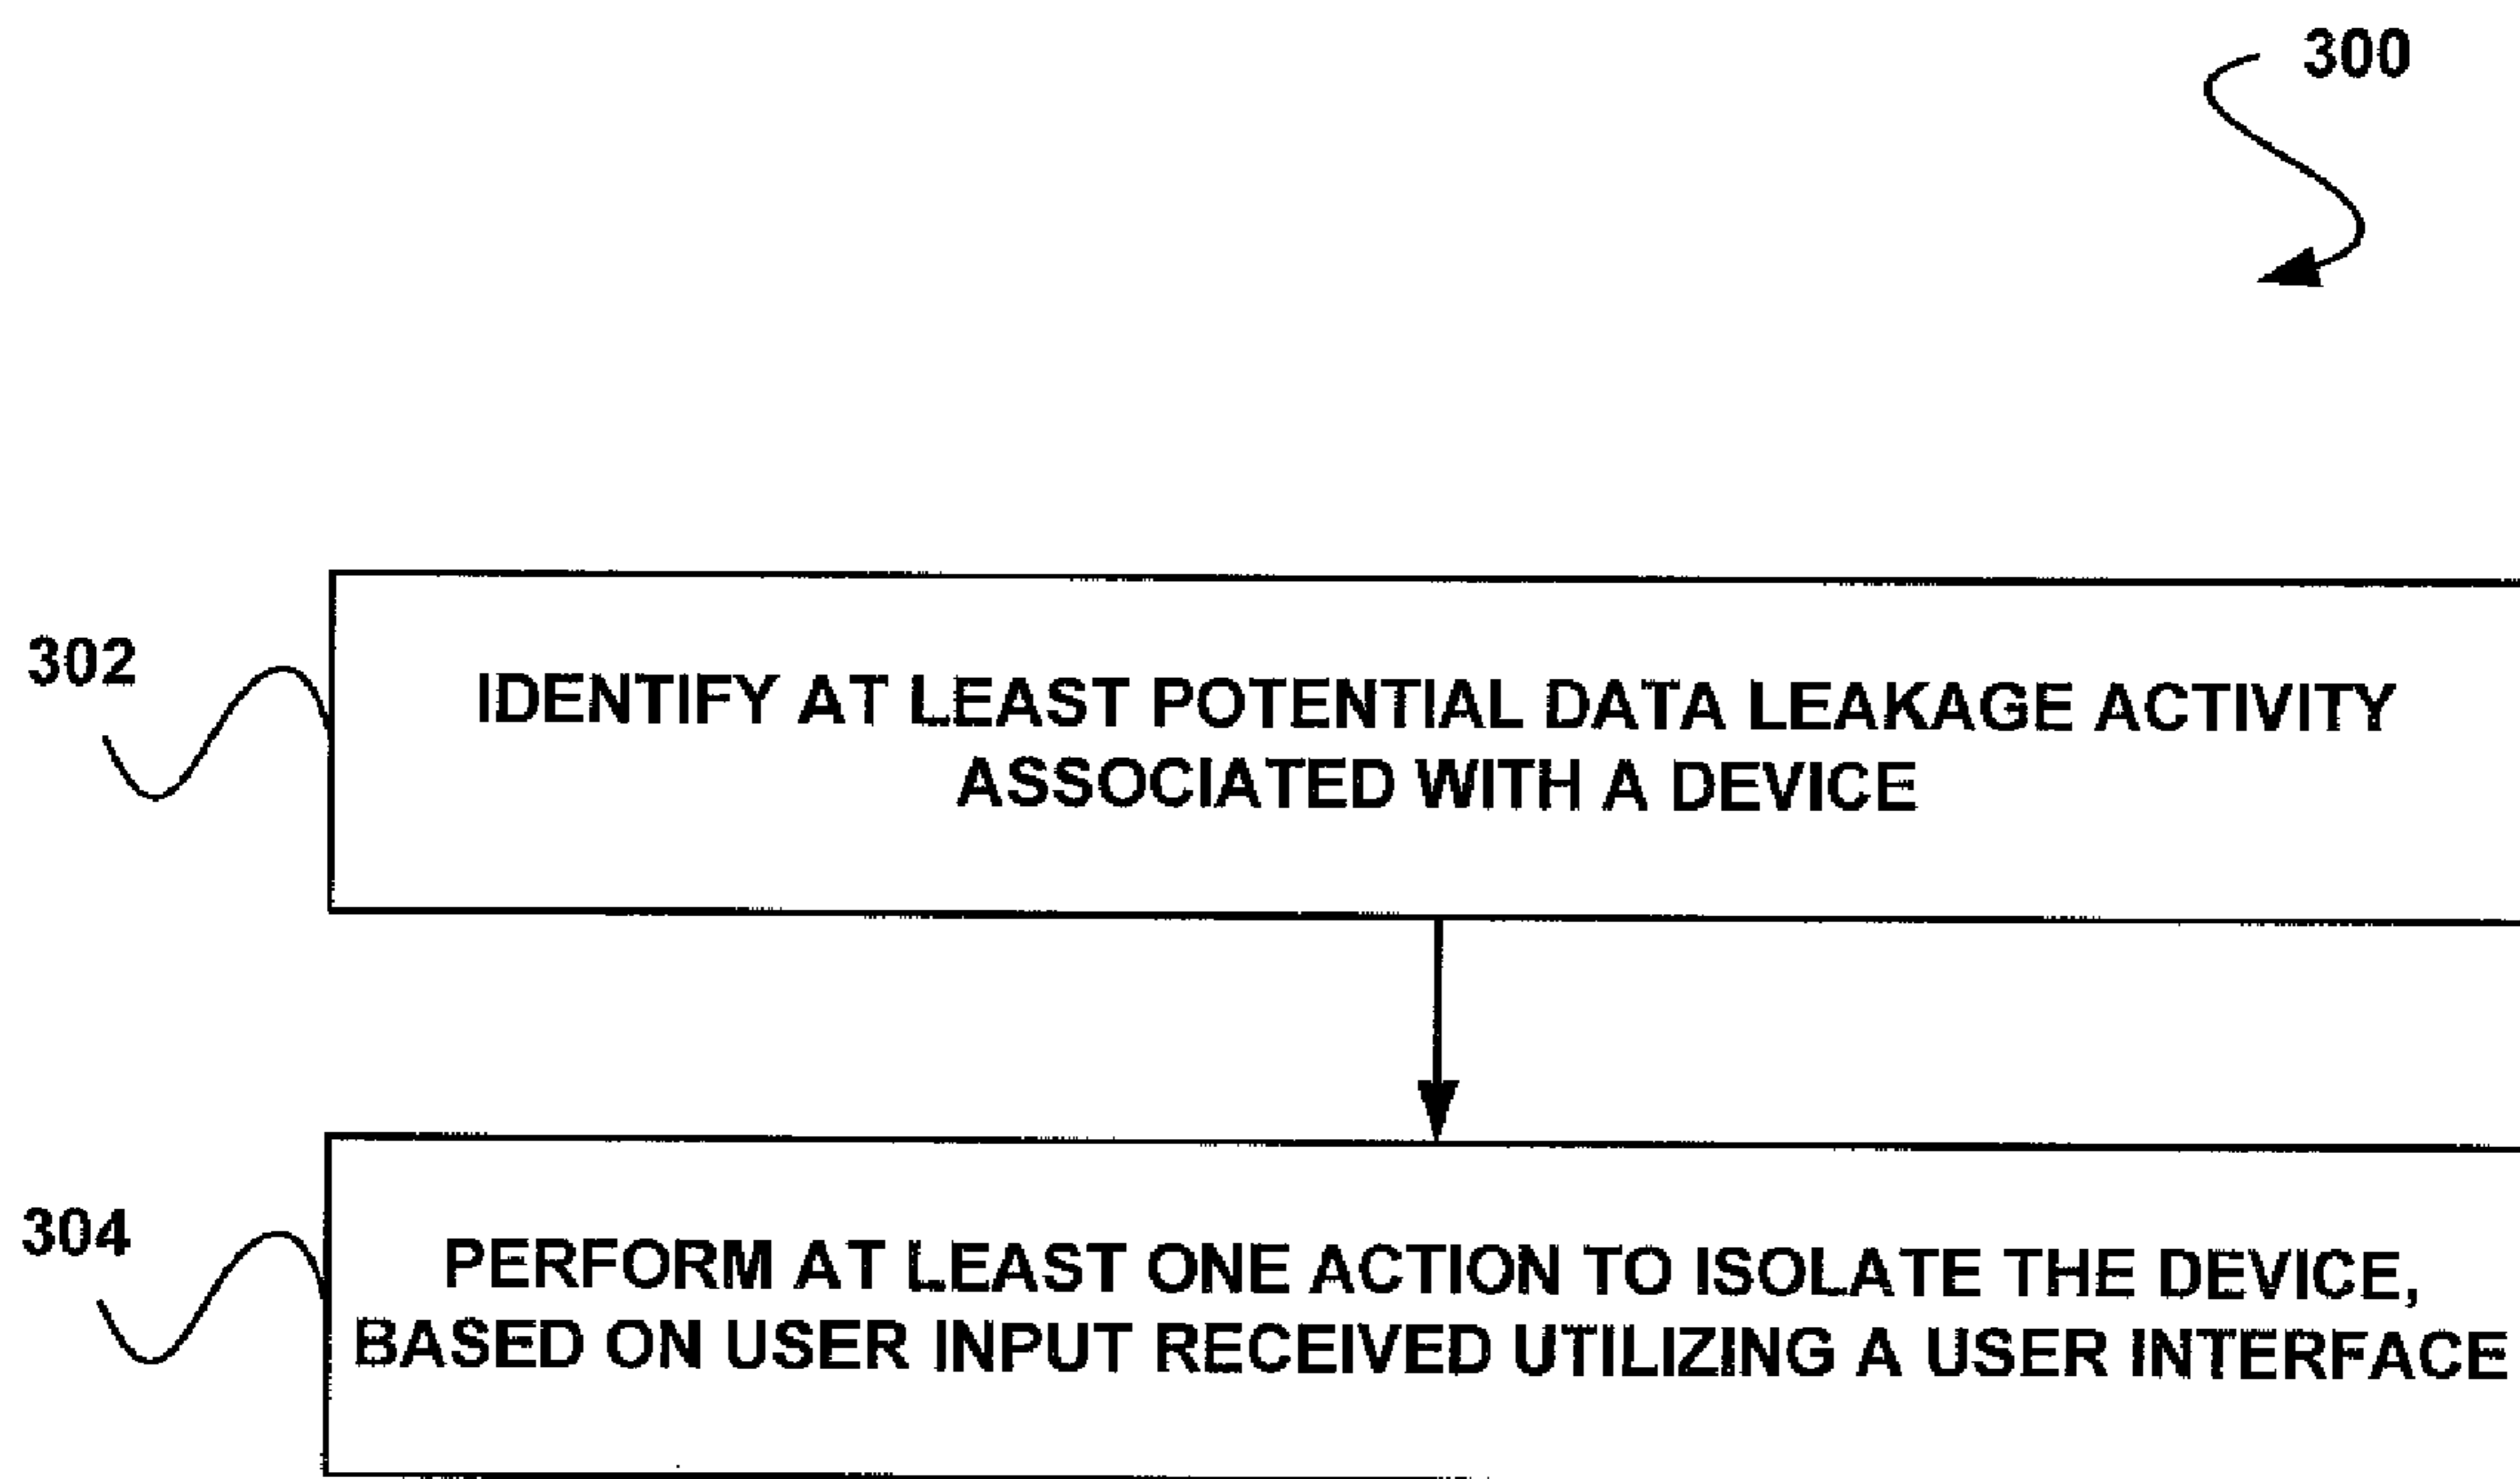 300
302
IDENTIFY AT LEAST POTENTIAL DATA LEAKAGE ACTIVITY
ASSOCIATED WITH A DEVICE
304
PERFORM AT LEAST ONE ACTION TO ISOLATE THE DEVICE,
BASED ON USER INPUT RECEIVED UTILIZING A USER INTERFACE